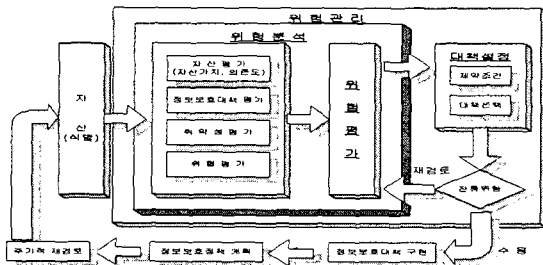 위험관리
위험분석
자산
(식별)
자산평가
(자산가치, 의존도)
정보보호대책 평가
취약성평가
위협평가
위험평가
대책설정
제약조건
대책선택
재검토
잔류위험
수용
정보보호대책 구현
정보보호정책 계획
주기적 재검토